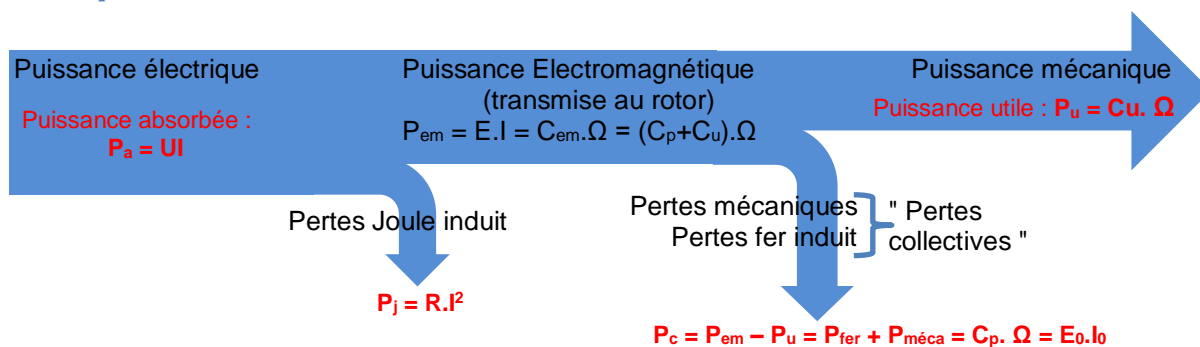 Puissance électrique
Puissance absorbée :
Pa = UI
Puissance Electromagnétique
(transmise au rotor)
Pem = E.I = Cem.Ω = (Cp+Cu).Ω
Puissance mécanique
Puissance utile : Pu = Cu. Ω
Pertes Joule induit
Pj = R.I²
Pertes mécaniques
Pertes fer induit
" Pertes
collectives "
Pc = Pem – Pu = Pfer + Pméca = Cp. Ω = E0.I0